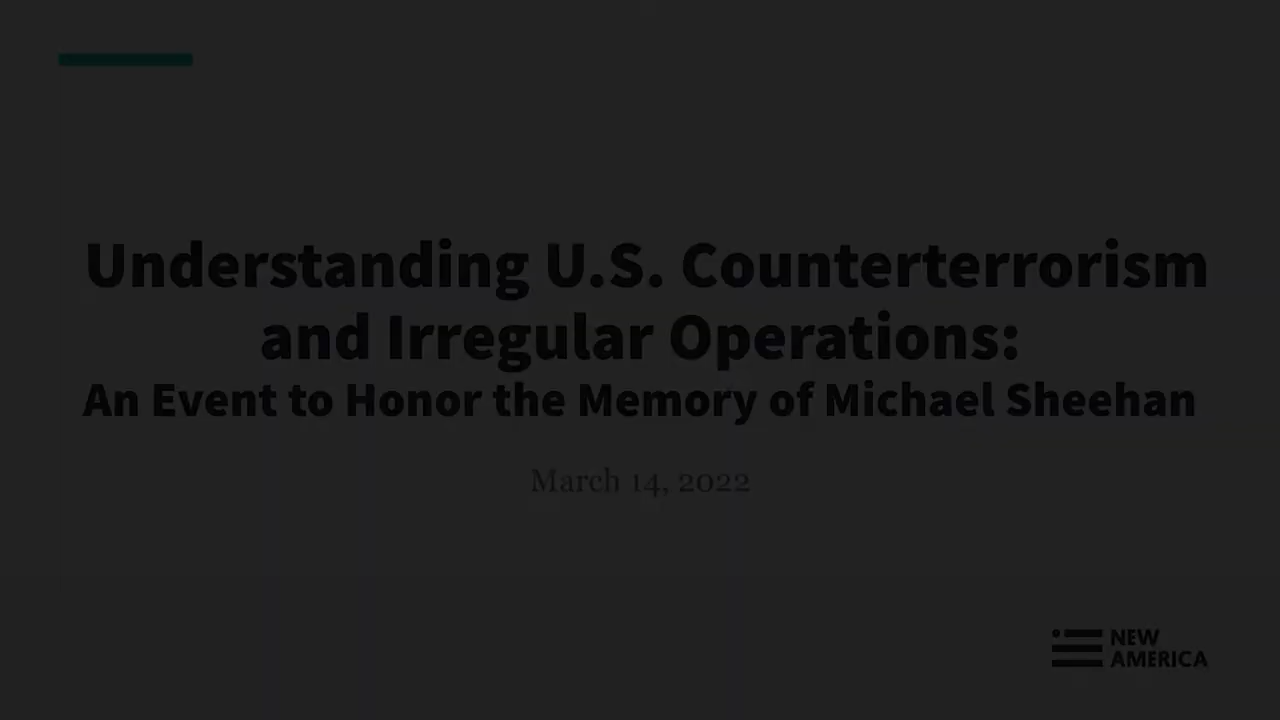 Understanding U.S. Counterterrorism
and Irregular Operations:
An Event to Honor the Memory of Michael Sheehan
March 14, 2022
NEW
AMERICA